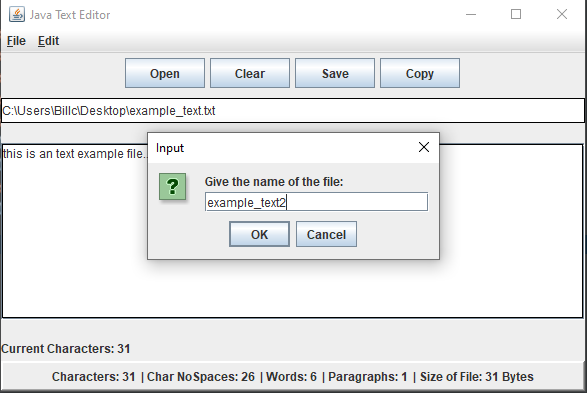 Java Text Editor
File Edit
Open Clear Save Copy
C:\Users\Billc\Desktop\example_text.txt
Input
this is an text example file..
Give the name of the file:
?
example_text2
OK Cancel
Current Characters: 31
Characters: 31 | Char NoSpaces: 26 | Words: 6 | Paragraphs: 1 | Size of File: 31 Bytes